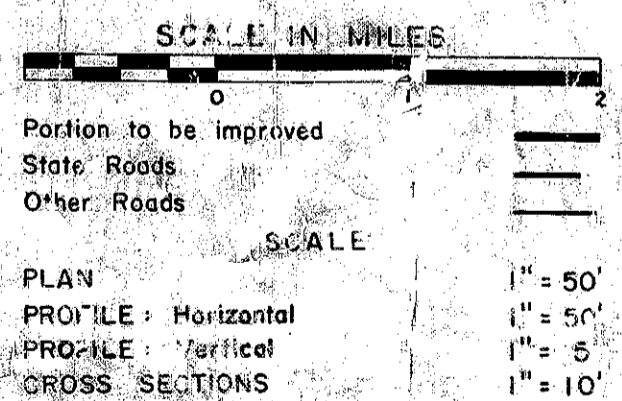 SCALE IN MILES
0 1 2
Portion to be improved
State Roads
Other Roads
SCALE
PLAN 1" = 50'
PROFILE: Horizontal 1" = 50'
PROFILE: Vertical 1" = 5
CROSS SECTIONS 1" = 10'